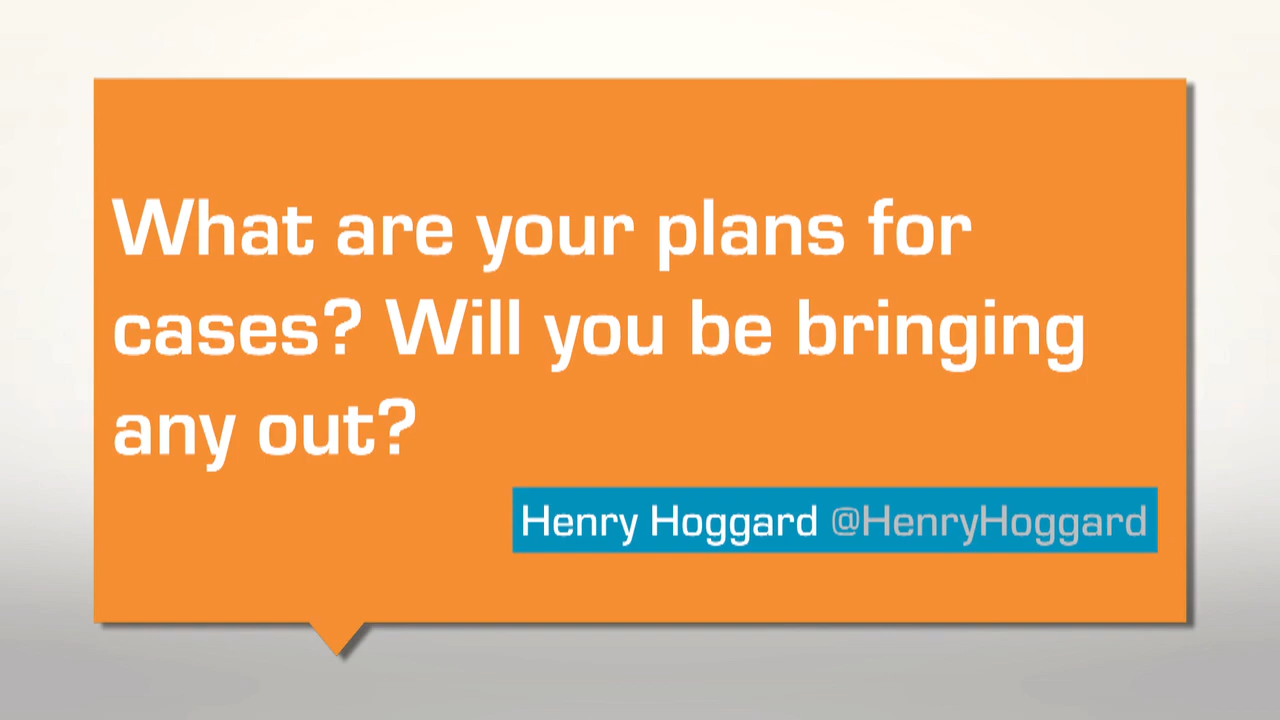 What are your plans for
cases? Will you be bringing
any out?
Henry Hoggard @HenryHoggard